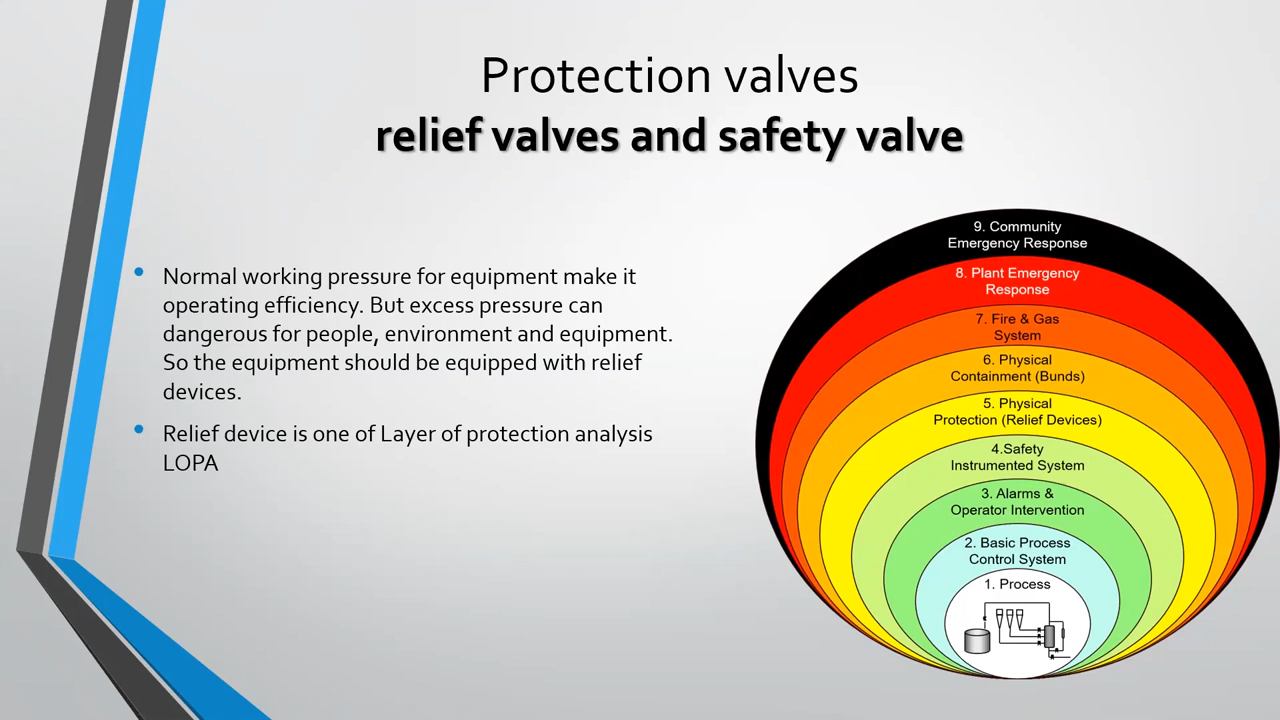 Protection valves
relief valves and safety valve
Normal working pressure for equipment make it
operating efficiency. But excess pressure can
dangerous for people, environment and equipment.
So the equipment should be equipped with relief
devices.
Relief device is one of Layer of protection analysis
LOPA
9. Community
Emergency Response
8. Plant Emergency
Response
7. Fire & Gas
System
6. Physical
Containment (Bunds)
5. Physical
Protection (Relief Devices)
4.Safety
Instrumented System
3. Alarms &
Operator Intervention
2. Basic Process
Control System
1. Process